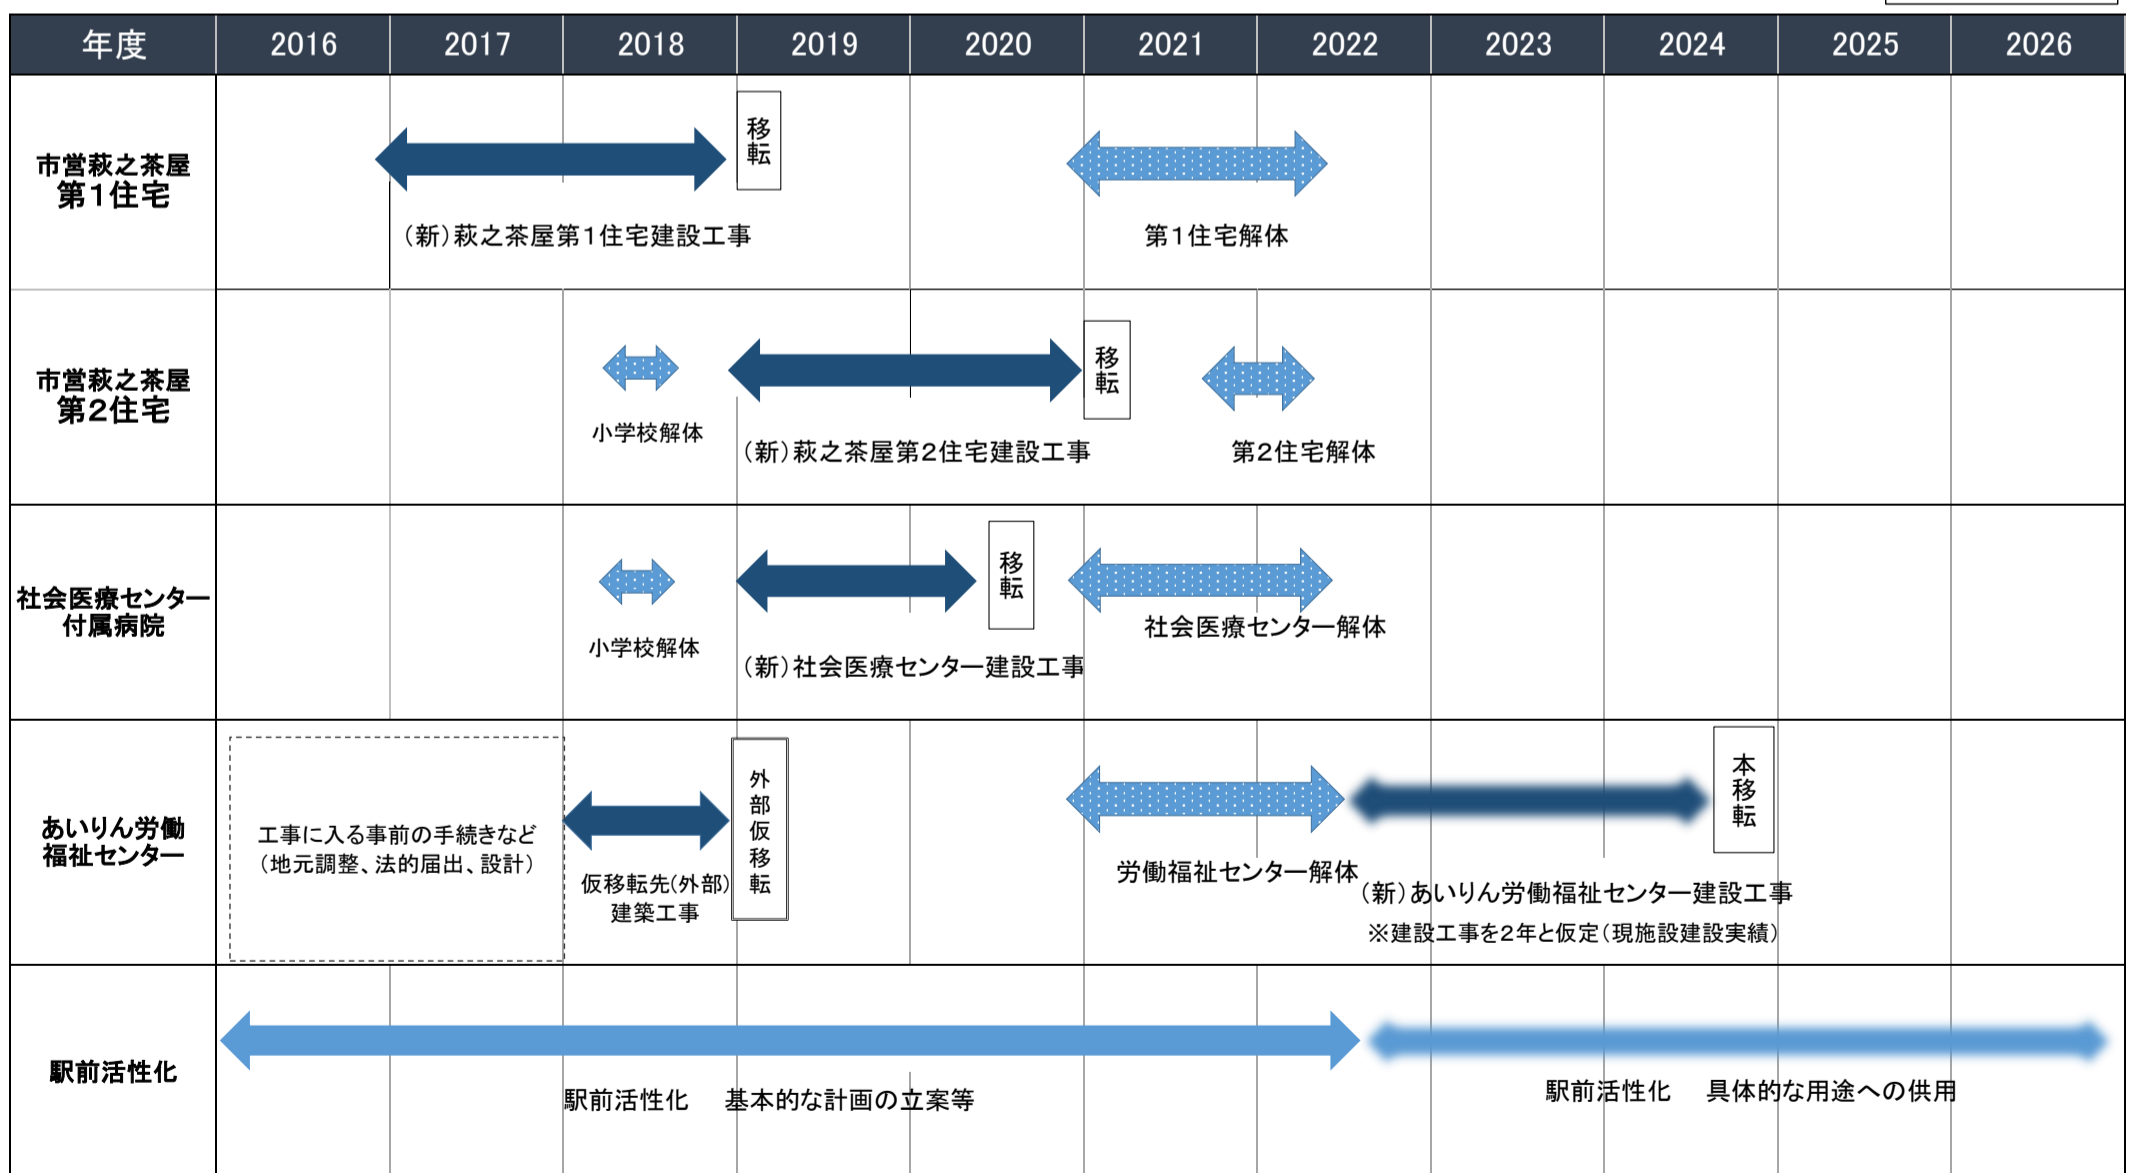 年度 2016 2017 2018 2019 2020 2021 2022 2023 2024 2025 2026
市営萩之茶屋
第1住宅
移転
(新)萩之茶屋第1住宅建設工事
第1住宅解体
市営萩之茶屋
第2住宅
小学校解体
(新)萩之茶屋第2住宅建設工事
移転
第2住宅解体
社会医療センター
付属病院
小学校解体
(新)社会医療センター建設工事
移転
社会医療センター解体
あいりん労働
福祉センター
工事に入る事前の手続きなど
(地元調整、法的届出、設計)
仮移転先(外部)
建築工事
外部仮移転
労働福祉センター解体
(新)あいりん労働福祉センター建設工事
※建設工事を2年と仮定(現施設建設実績)
本移転
駅前活性化
駅前活性化 基本的な計画の立案等
駅前活性化 具体的な用途への供用